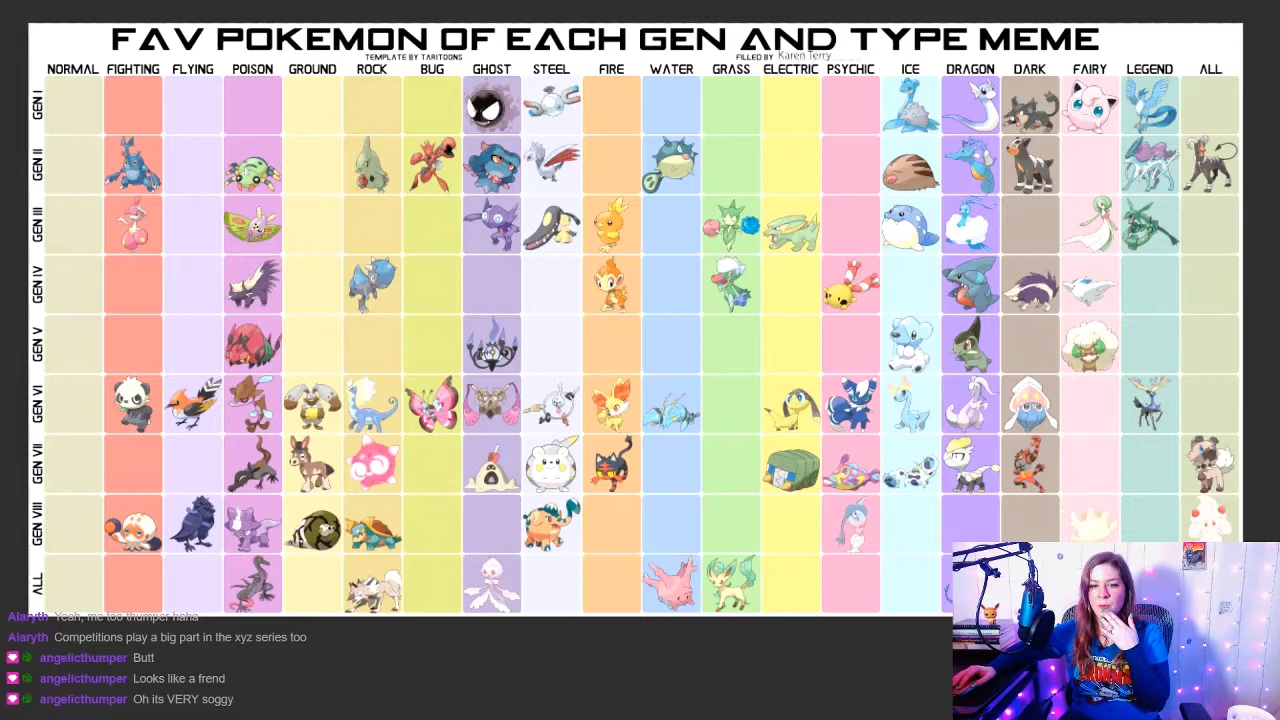 FAV POKEMON OF EACH GEN AND TYPE MEME
TEMPLATE BY TARITOONS FILLED BY Karen Terry
NORMAL FIGHTING FLYING POISON GROUND ROCK BUG GHOST STEEL FIRE WATER GRASS ELECTRIC PSYCHIC ICE DRAGON DARK FAIRY LEGEND ALL
GEN I
GEN II
GEN III
GEN IV
GEN V
GEN VI
GEN VII
GEN VIII
ALL
Alaryth Yeah, me too thumper haha
Alaryth Competitions play a big part in the xyz series too
angelicthumper Butt
angelicthumper Looks like a frend
angelicthumper Oh its VERY soggy